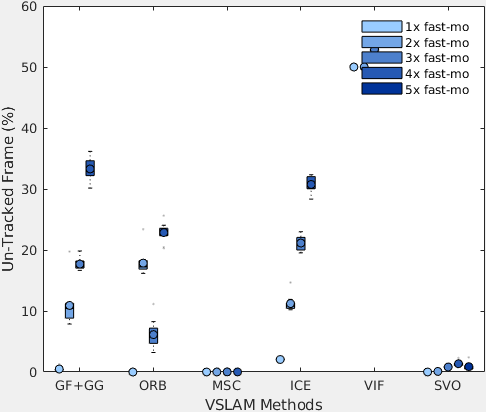 60
50
40
30
20
10
0
Un-Tracked Frame (%)
1x fast-mo
2x fast-mo
3x fast-mo
4x fast-mo
5x fast-mo
GF+GG ORB MSC ICE VIF SVO
VSLAM Methods